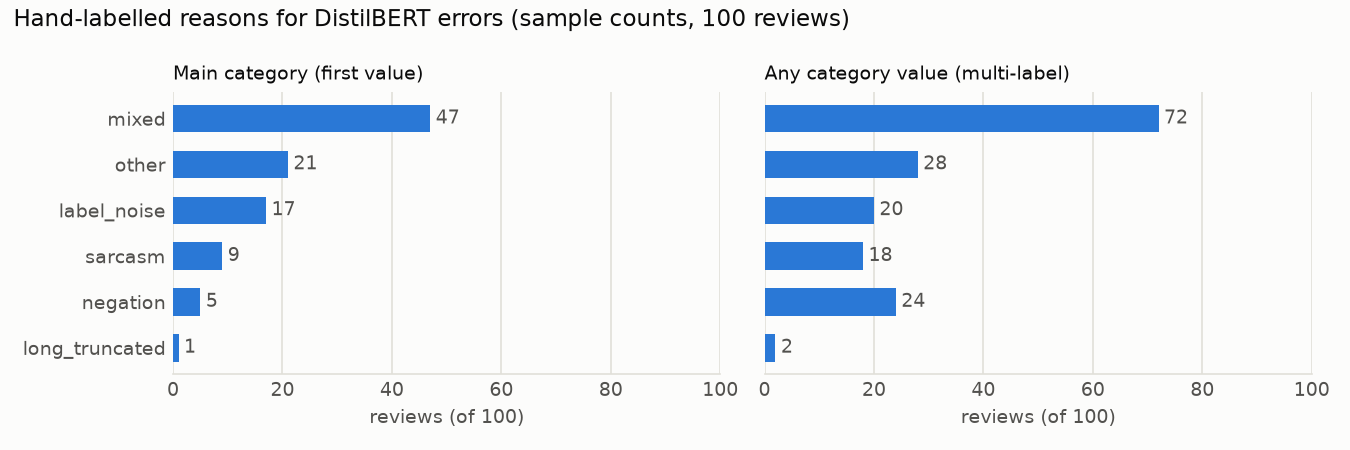 Hand-labelled reasons for DistilBERT errors (sample counts, 100 reviews)
Main category (first value)
mixed 47
other 21
label_noise 17
sarcasm 9
negation 5
long_truncated 1
0 20 40 60 80 100
reviews (of 100)
Any category value (multi-label)
72
28
20
18
24
2
0 20 40 60 80 100
reviews (of 100)